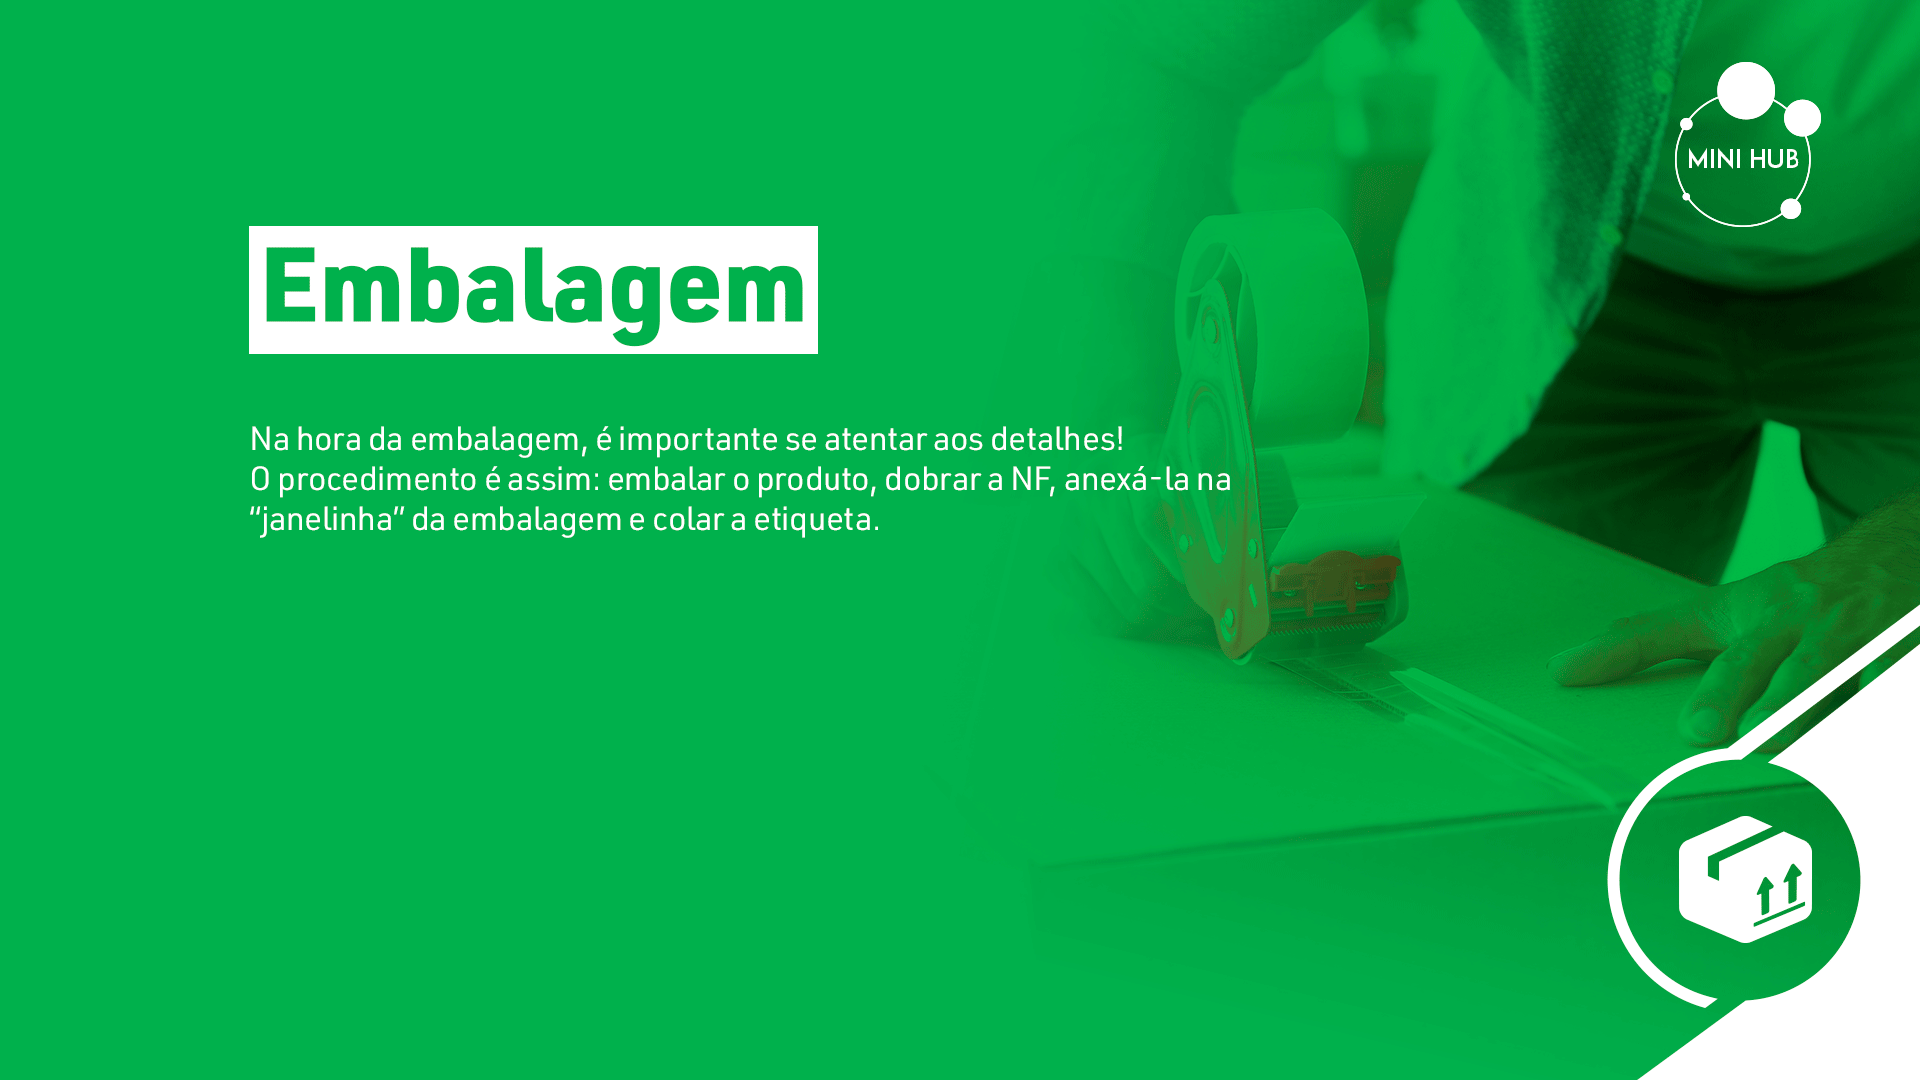 MINI HUB
Embalagem
Na hora da embalagem, é importante se atentar aos detalhes!
O procedimento é assim: embalar o produto, dobrar a NF, anexá-la na
“janelinha” da embalagem e colar a etiqueta.